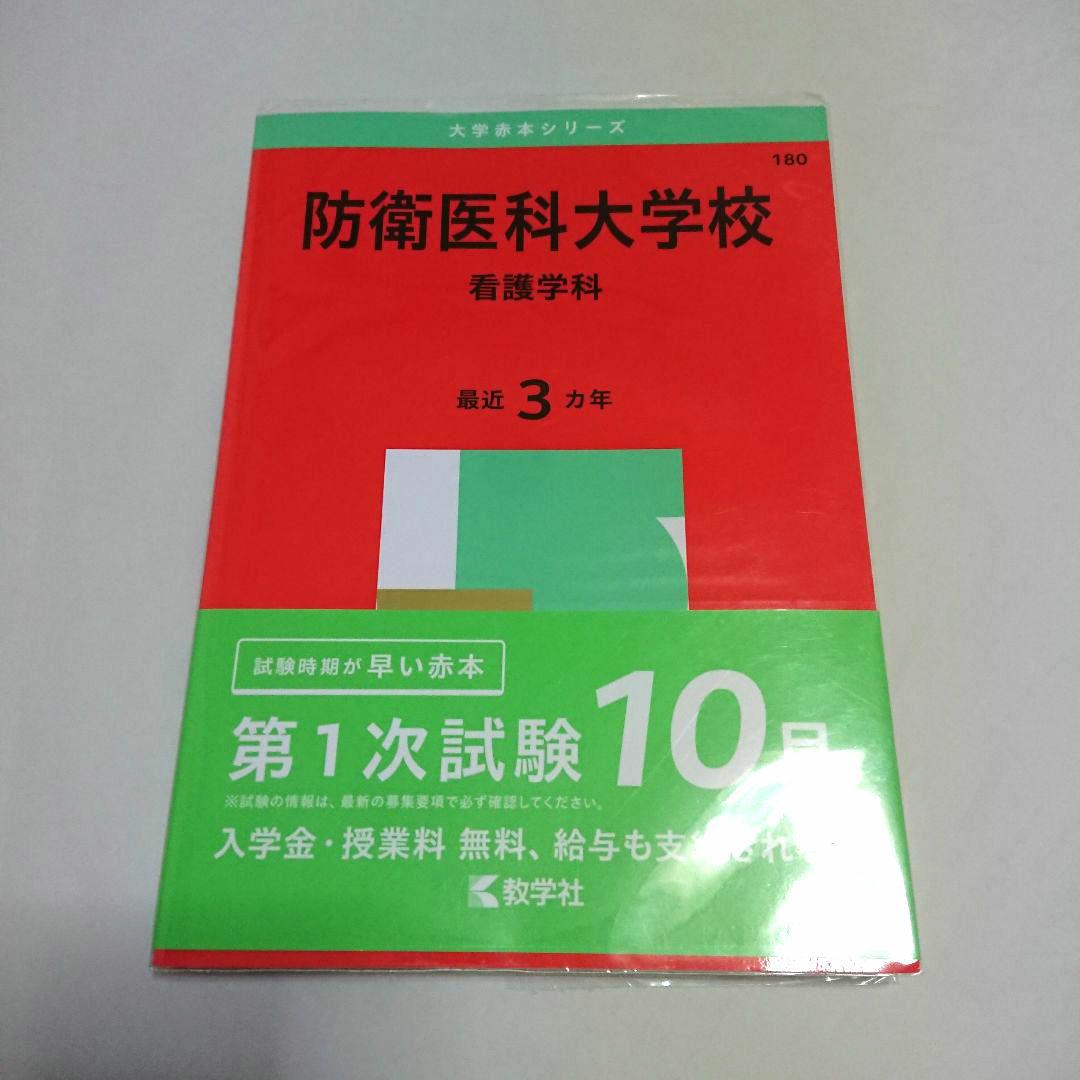 大学赤本シリーズ
180
防衛医科大学校
看護学科
最近 3 カ年
試験時期が 早い赤本
第1次試験 10月
※試験の情報は、最新の募集要項で必ず確認してください。
入学金・授業料 無料、給与も支
教学社